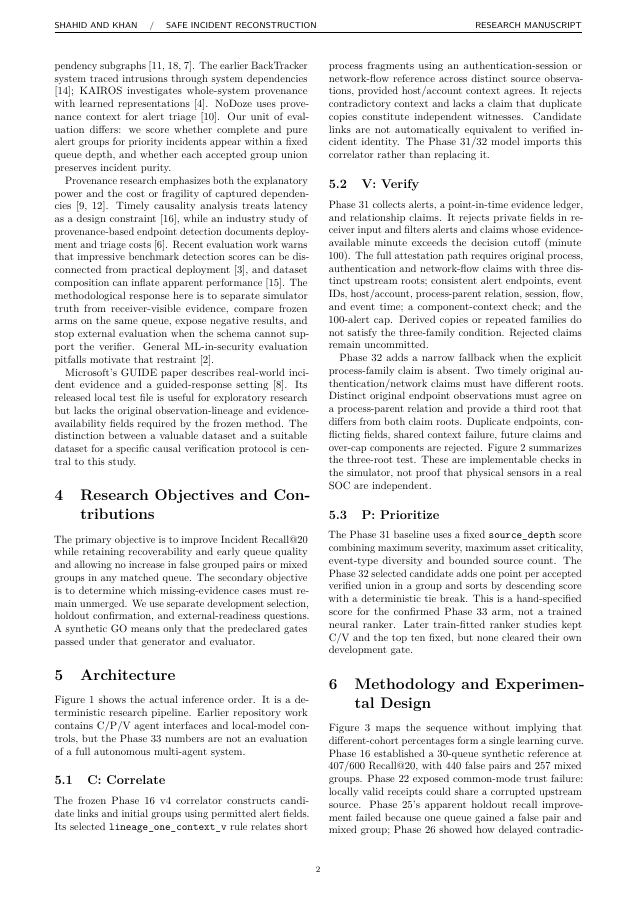 SHAHID AND KHAN / SAFE INCIDENT RECONSTRUCTION
RESEARCH MANUSCRIPT
pendency subgraphs [11, 18, 7]. The earlier BackTracker
system traced intrusions through system dependencies
[14]; KAIROS investigates whole-system provenance
with learned representations [4]. NoDoze uses prove-
nance context for alert triage [10]. Our unit of eval-
uation differs: we score whether complete and pure
alert groups for priority incidents appear within a fixed
queue depth, and whether each accepted group union
preserves incident purity.
Provenance research emphasizes both the explanatory
power and the cost or fragility of captured dependen-
cies [9, 12]. Timely causality analysis treats latency
as a design constraint [16], while an industry study of
provenance-based endpoint detection documents deploy-
ment and triage costs [6]. Recent evaluation work warns
that impressive benchmark detection scores can be dis-
connected from practical deployment [3], and dataset
composition can inflate apparent performance [15]. The
methodological response here is to separate simulator
truth from receiver-visible evidence, compare frozen
arms on the same queue, expose negative results, and
stop external evaluation when the schema cannot sup-
port the verifier. General ML-in-security evaluation
pitfalls motivate that restraint [2].
Microsoft's GUIDE paper describes real-world inci-
dent evidence and a guided-response setting [8]. Its
released local test file is useful for exploratory research
but lacks the original observation-lineage and evidence-
availability fields required by the frozen method. The
distinction between a valuable dataset and a suitable
dataset for a specific causal verification protocol is cen-
tral to this study.
4 Research Objectives and Con-
tributions
The primary objective is to improve Incident Recall@20
while retaining recoverability and early queue quality
and allowing no increase in false grouped pairs or mixed
groups in any matched queue. The secondary objective
is to determine which missing-evidence cases must re-
main unmerged. We use separate development selection,
holdout confirmation, and external-readiness questions.
A synthetic GO means only that the predeclared gates
passed under that generator and evaluator.
5 Architecture
Figure 1 shows the actual inference order. It is a de-
terministic research pipeline. Earlier repository work
contains C/P/V agent interfaces and local-model con-
trols, but the Phase 33 numbers are not an evaluation
of a full autonomous multi-agent system.
5.1 C: Correlate
The frozen Phase 16 v4 correlator constructs candi-
date links and initial groups using permitted alert fields.
Its selected lineage_one_context_v rule relates short
process fragments using an authentication-session or
network-flow reference across distinct source observa-
tions, provided host/account context agrees. It rejects
contradictory context and lacks a claim that duplicate
copies constitute independent witnesses. Candidate
links are not automatically equivalent to verified in-
cident identity. The Phase 31/32 model imports this
correlator rather than replacing it.
5.2 V: Verify
Phase 31 collects alerts, a point-in-time evidence ledger,
and relationship claims. It rejects private fields in re-
ceiver input and filters alerts and claims whose evidence-
available minute exceeds the decision cutoff (minute
100). The full attestation path requires original process,
authentication and network-flow claims with three dis-
tinct upstream roots; consistent alert endpoints, event
IDs, host/account, process-parent relation, session, flow,
and event time; a component-context check; and the
100-alert cap. Derived copies or repeated families do
not satisfy the three-family condition. Rejected claims
remain uncommitted.
Phase 32 adds a narrow fallback when the explicit
process-family claim is absent. Two timely original au-
thentication/network claims must have different roots.
Distinct original endpoint observations must agree on
a process-parent relation and provide a third root that
differs from both claim roots. Duplicate endpoints, con-
flicting fields, shared context failure, future claims and
over-cap components are rejected. Figure 2 summarizes
the three-root test. These are implementable checks in
the simulator, not proof that physical sensors in a real
SOC are independent.
5.3 P: Prioritize
The Phase 31 baseline uses a fixed source_depth score
combining maximum severity, maximum asset criticality,
event-type diversity and bounded source count. The
Phase 32 selected candidate adds one point per accepted
verified union in a group and sorts by descending score
with a deterministic tie break. This is a hand-specified
score for the confirmed Phase 33 arm, not a trained
neural ranker. Later train-fitted ranker studies kept
C/V and the top ten fixed, but none cleared their own
development gate.
6 Methodology and Experimen-
tal Design
Figure 3 maps the sequence without implying that
different-cohort percentages form a single learning curve.
Phase 16 established a 30-queue synthetic reference at
407/600 Recall@20, with 440 false pairs and 257 mixed
groups. Phase 22 exposed common-mode trust failure:
locally valid receipts could share a corrupted upstream
source. Phase 25's apparent holdout recall improve-
ment failed because one queue gained a false pair and
mixed group; Phase 26 showed how delayed contradic-
2